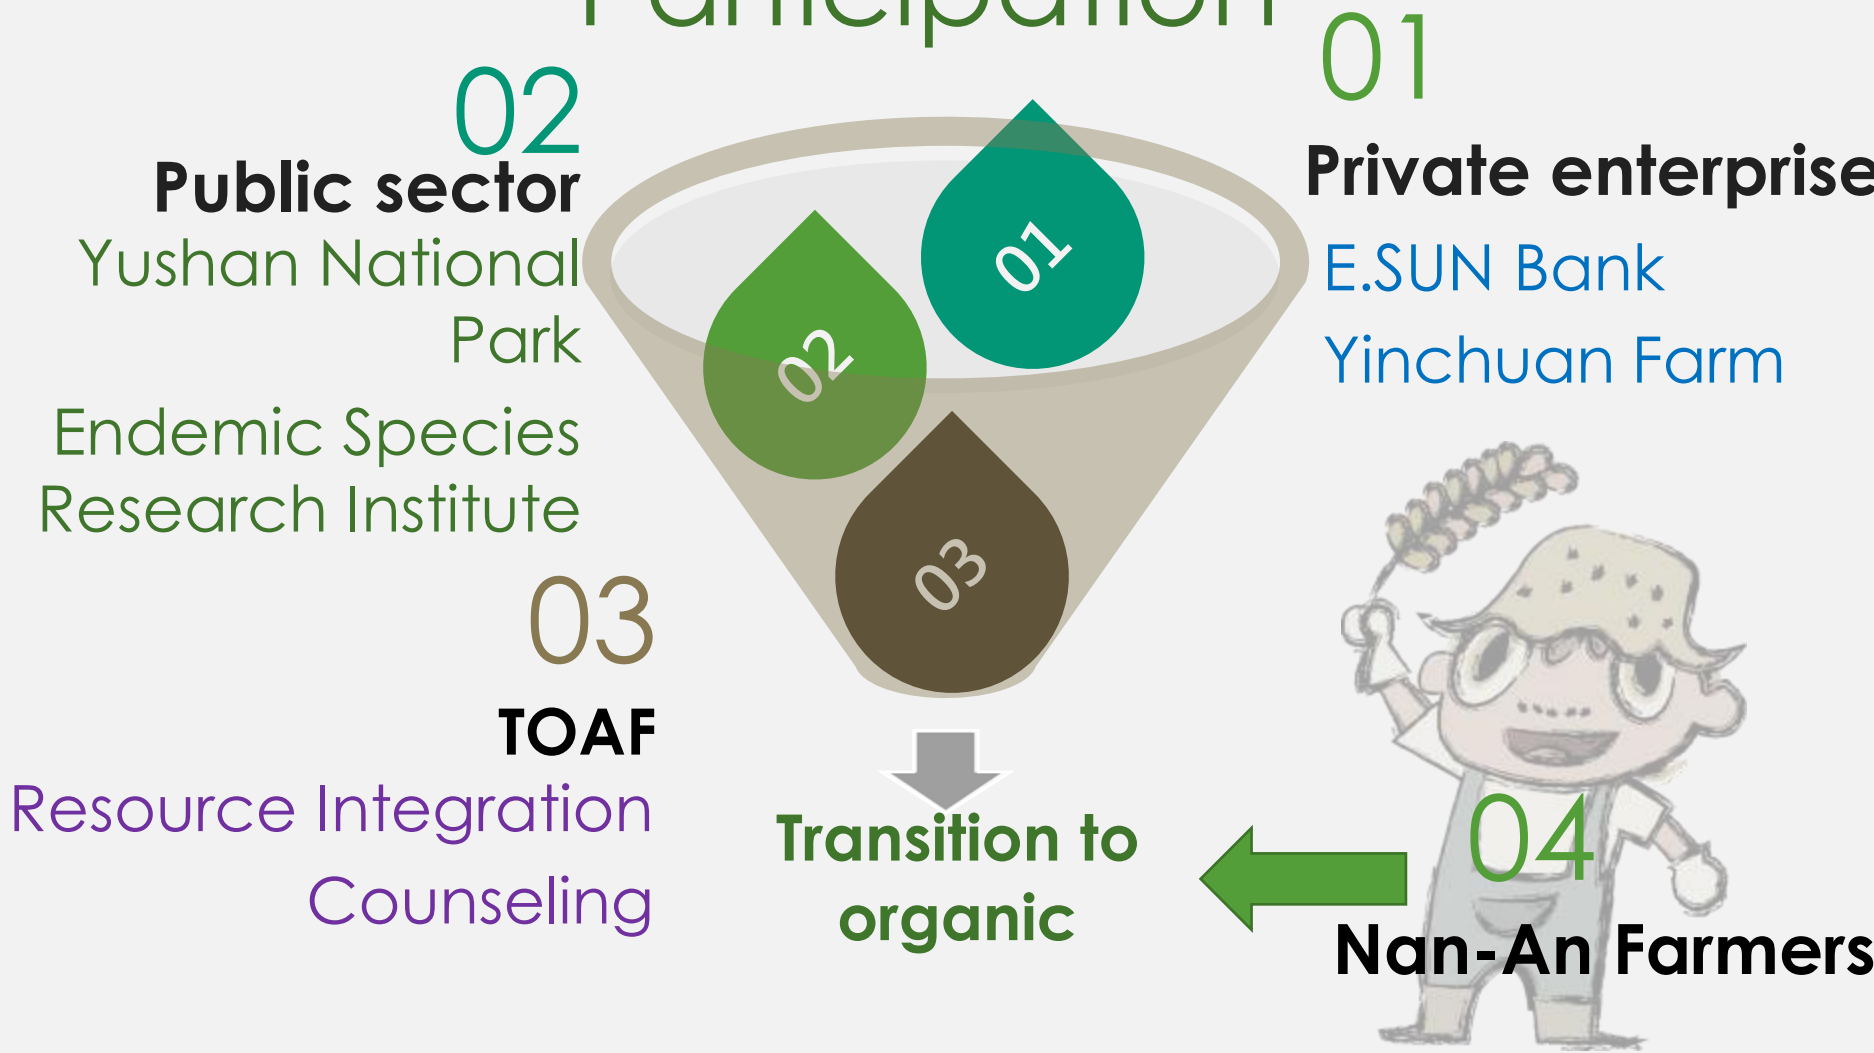 Participation
01
Private enterprise
E.SUN Bank
Yinchuan Farm
02
Public sector
Yushan National
Park
Endemic Species
Research Institute
01
02
03
03
TOAF
Resource Integration
Counseling
Transition to
organic
04
Nan-An Farmers